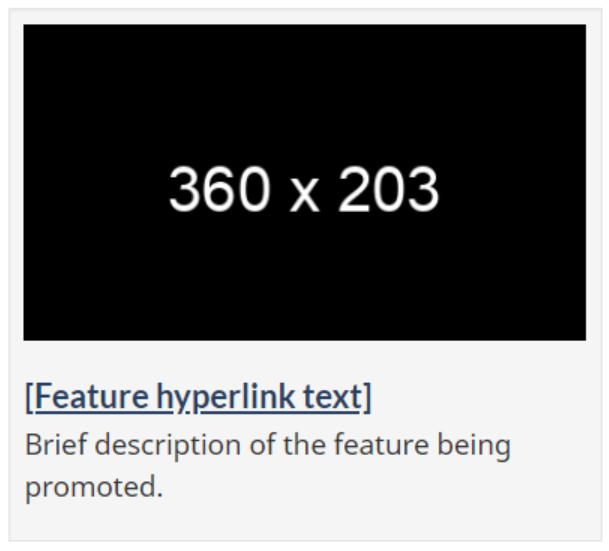 360 x 203
[Feature hyperlink text]
Brief description of the feature being
promoted.